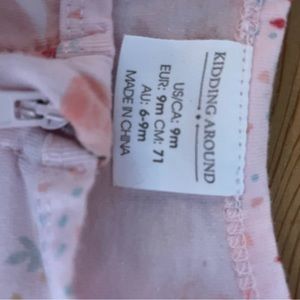 KIDDING AROUND
US/CA: 9m
EUR: 9m CM: 71
AU: 6-9m
MADE IN CHINA